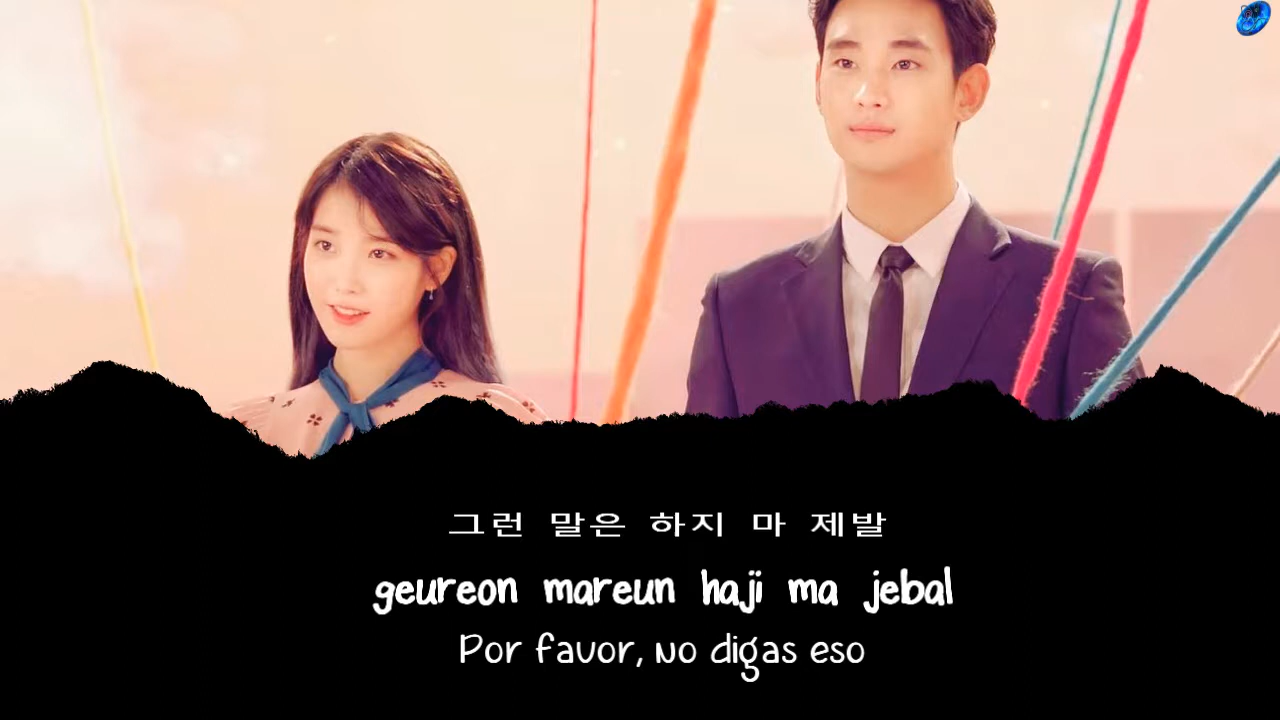 그런 말은 하지 마 제발
geureon mareun haji ma jebal
Por favor, no digas eso